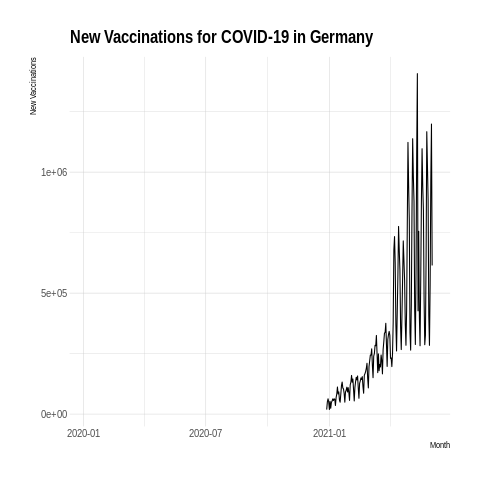 New Vaccinations for COVID-19 in Germany
New Vaccinations
1e+06
5e+05
0e+00
2020-01
2020-07
2021-01
Month